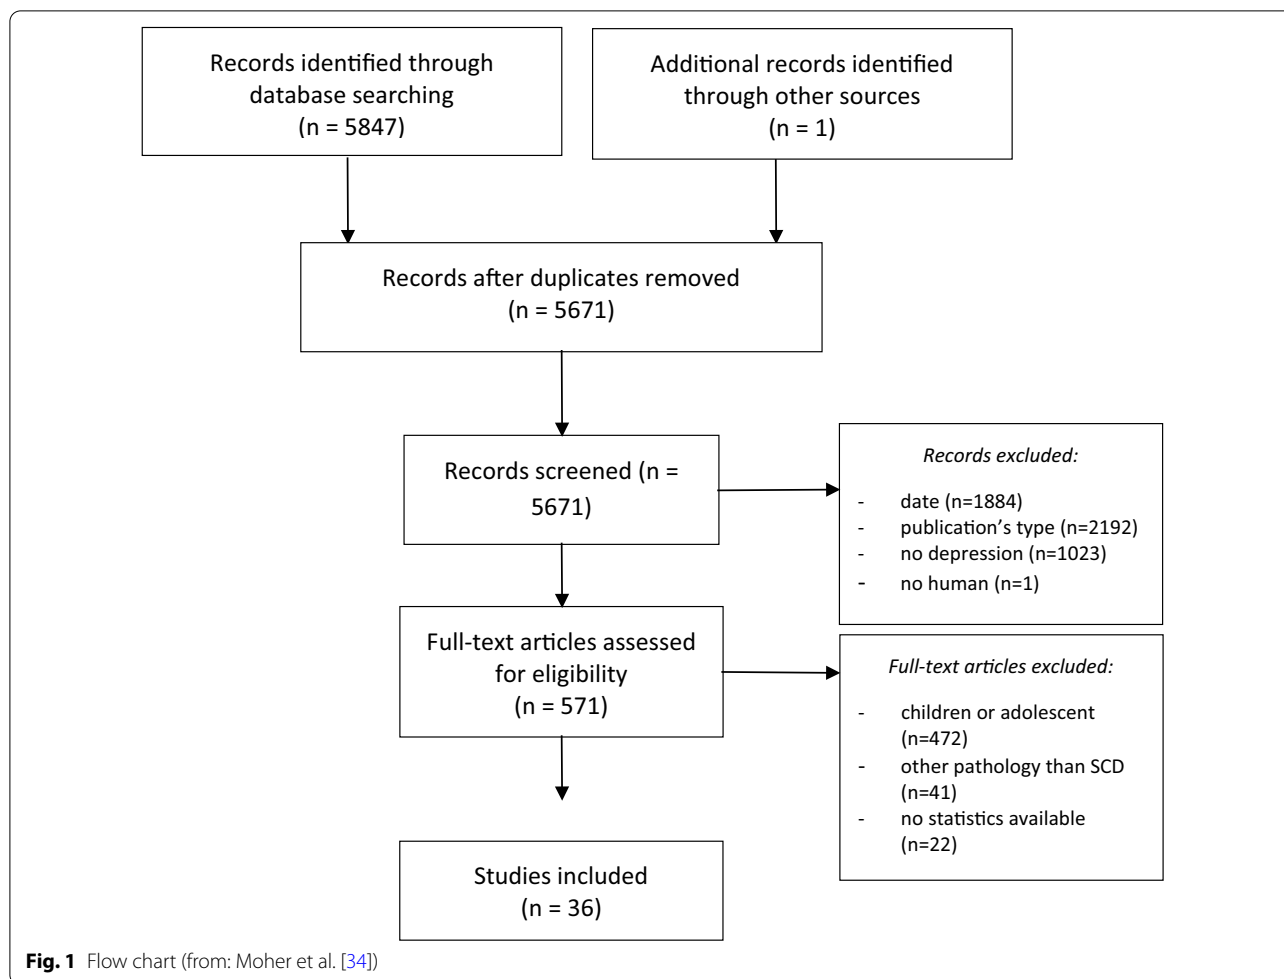 Records identified through
database searching
(n = 5847)
Additional records identified
through other sources
(n = 1)
Records after duplicates removed
(n = 5671)
Records screened (n =
5671)
Records excluded:
- date (n=1884)
- publication's type (n=2192)
- no depression (n=1023)
- no human (n=1)
Full-text articles assessed
for eligibility
(n = 571)
Full-text articles excluded:
- children or adolescent
(n=472)
- other pathology than SCD
(n=41)
- no statistics available
(n=22)
Studies included
(n = 36)
Fig. 1 Flow chart (from: Moher et al. [34])